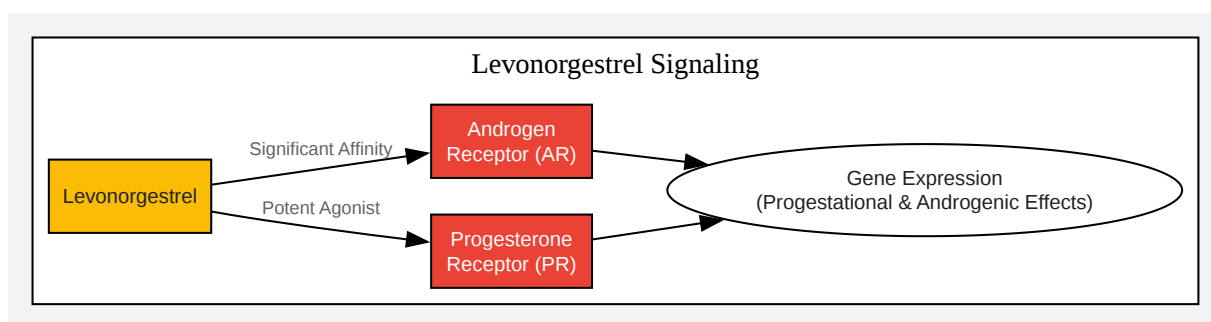 Levonorgestrel Signaling
Levonorgestrel
Significant Affinity
Potent Agonist
Androgen
Receptor (AR)
Progesterone
Receptor (PR)
Gene Expression
(Progestational & Androgenic Effects)